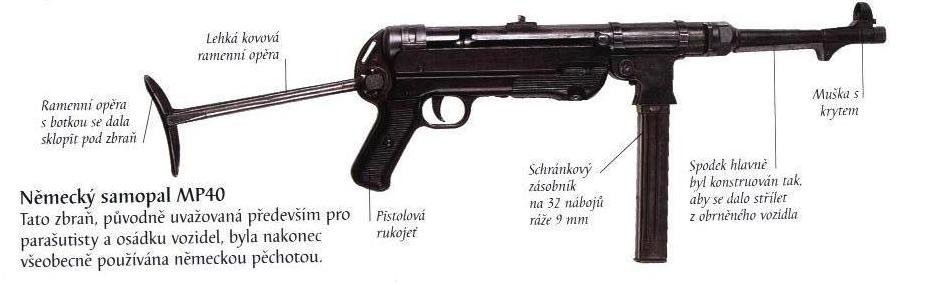 Lehká kovová
ramenní opěra
Ramenní opěra
s botkou se dala
sklopit pod zbraň
Muška s
krytem
Schránkový
zásobník
na 32 nábojů
ráže 9 mm
Spodek hlavně
byl konstruován tak,
aby se dalo střílet
z obrněného vozidla
Pistolová
rukojeť
Německý samopal MP40
Tato zbraň, původně uvažovaná především pro
parašutisty a osádku vozidel, byla nakonec
všeobecně používána německou pěchotou.